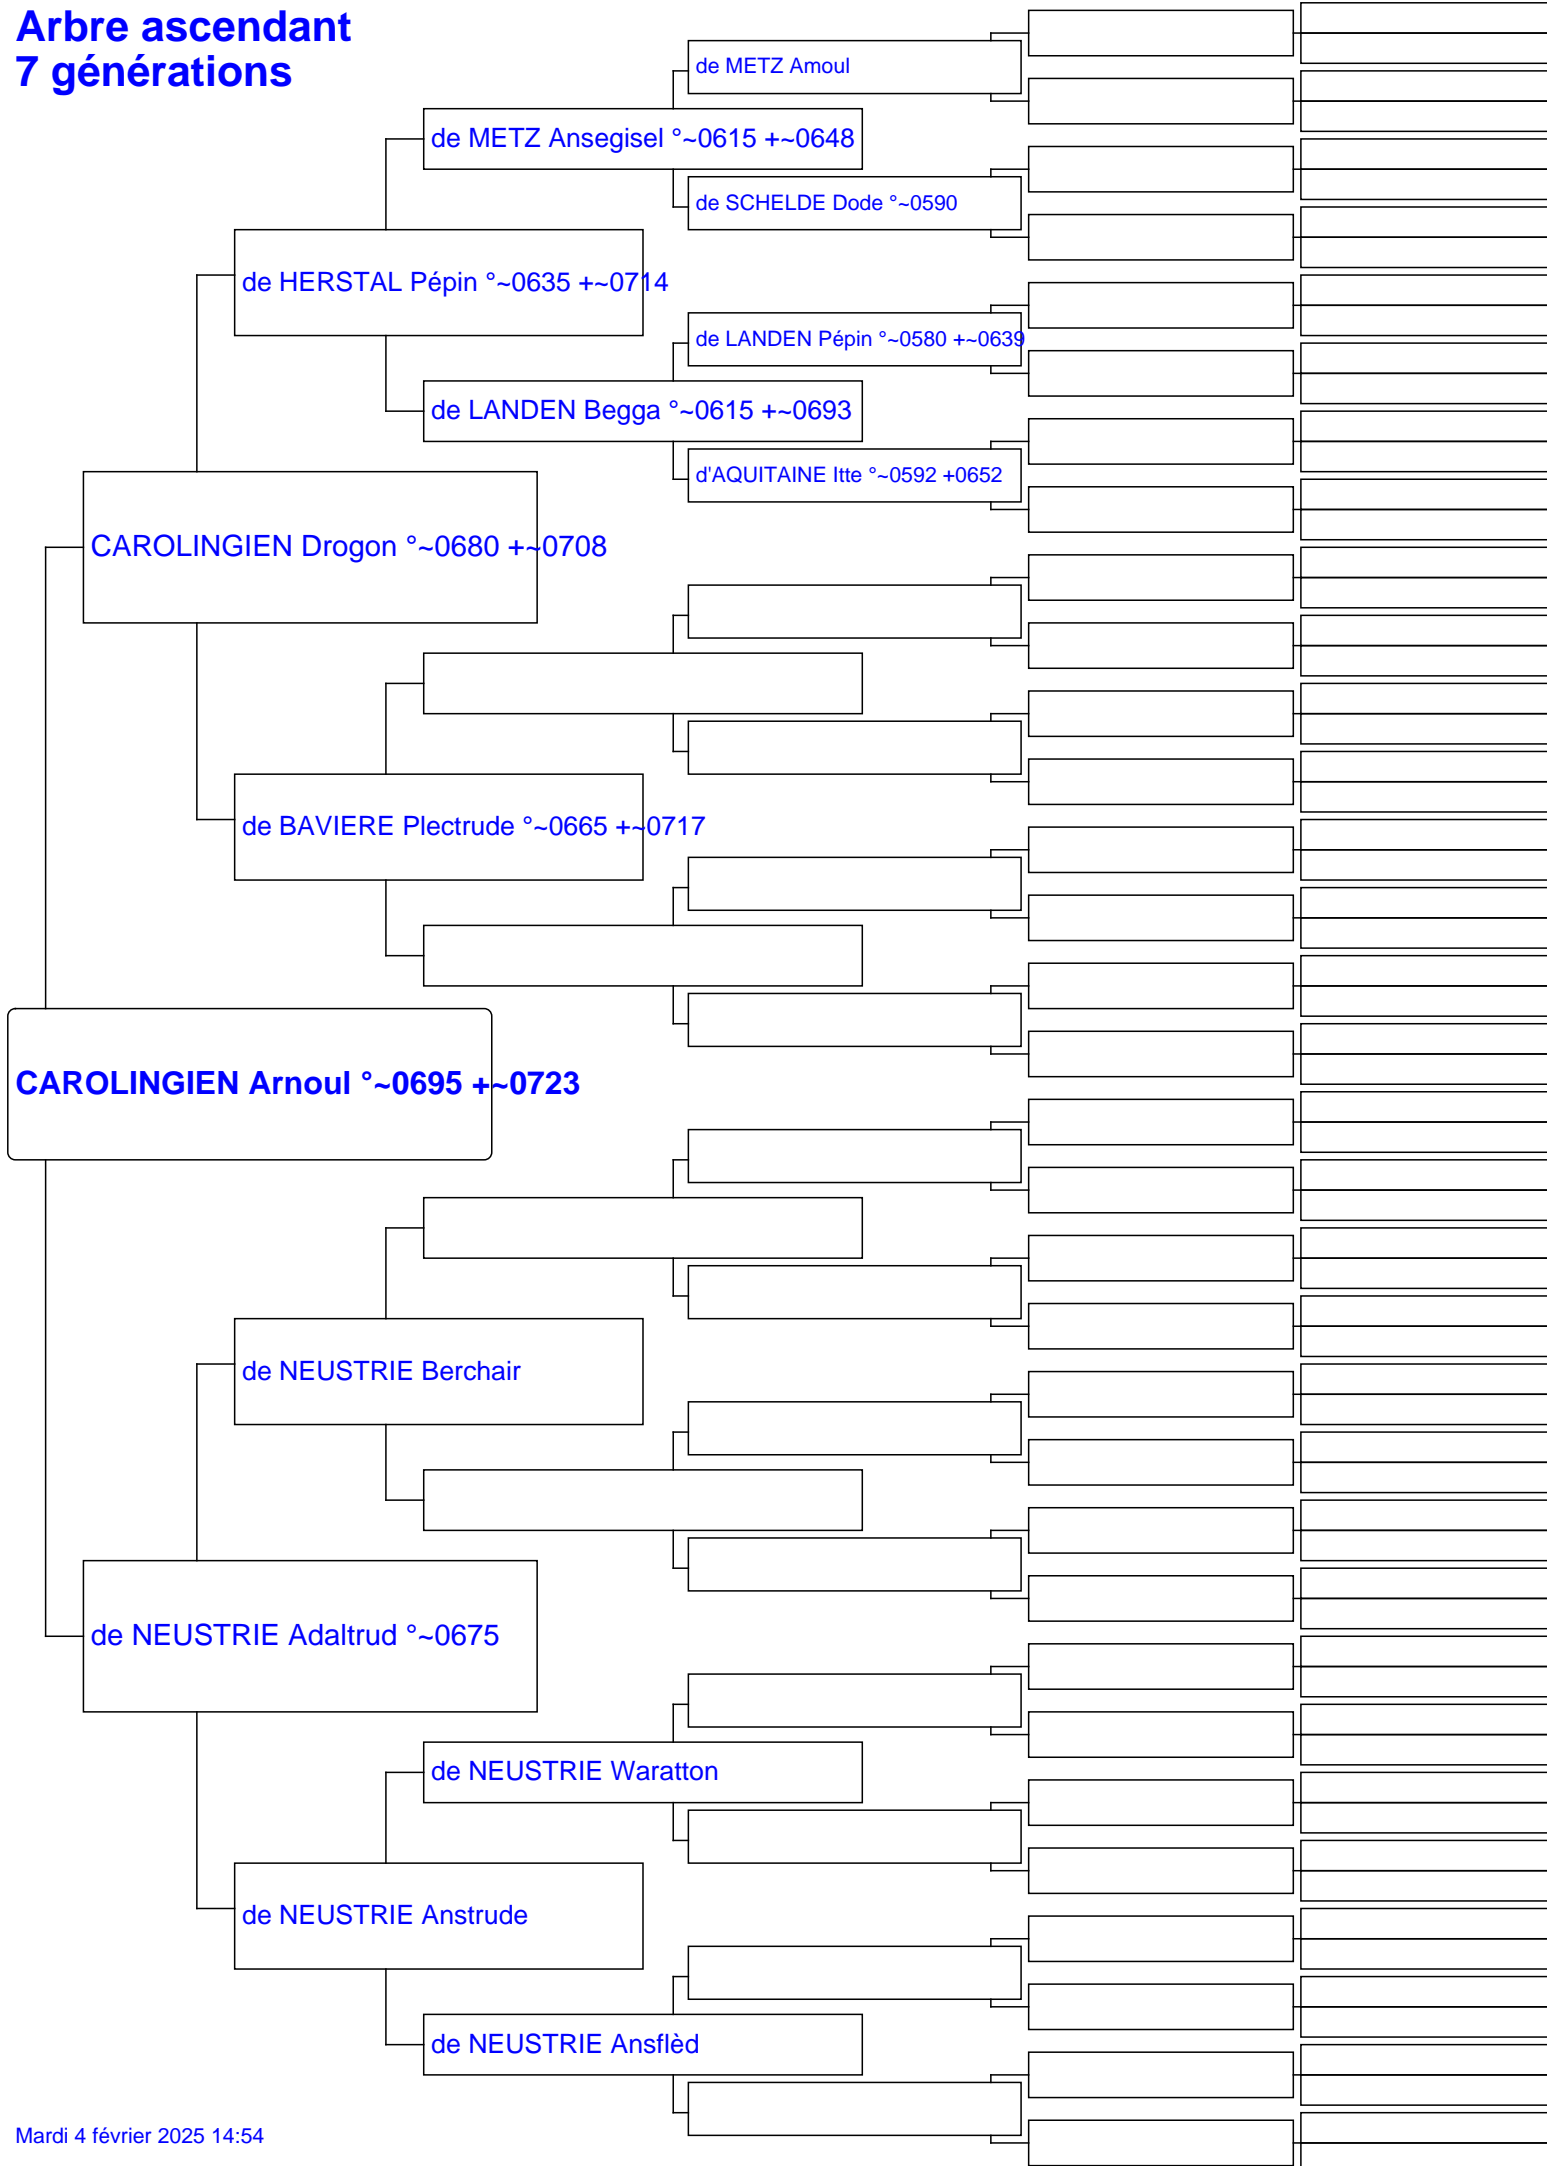 Arbre ascendant
7 générations
de METZ Amoul
de METZ Ansegisel °~0615 +~0648
de SCHELDE Dode °~0590
de HERSTAL Pépin °~0635 +~0714
de LANDEN Pépin °~0580 +~0639
de LANDEN Begga °~0615 +~0693
d'AQUITAINE Itte °~0592 +0652
CAROLINGIEN Drogon °~0680 +~0708
de BAVIERE Plectrude °~0665 +~0717
CAROLINGIEN Arnoul °~0695 +~0723
de NEUSTRIE Berchair
de NEUSTRIE Adaltrud °~0675
de NEUSTRIE Waratton
de NEUSTRIE Anstrude
de NEUSTRIE Ansflèd
Mardi 4 février 2025 14:54